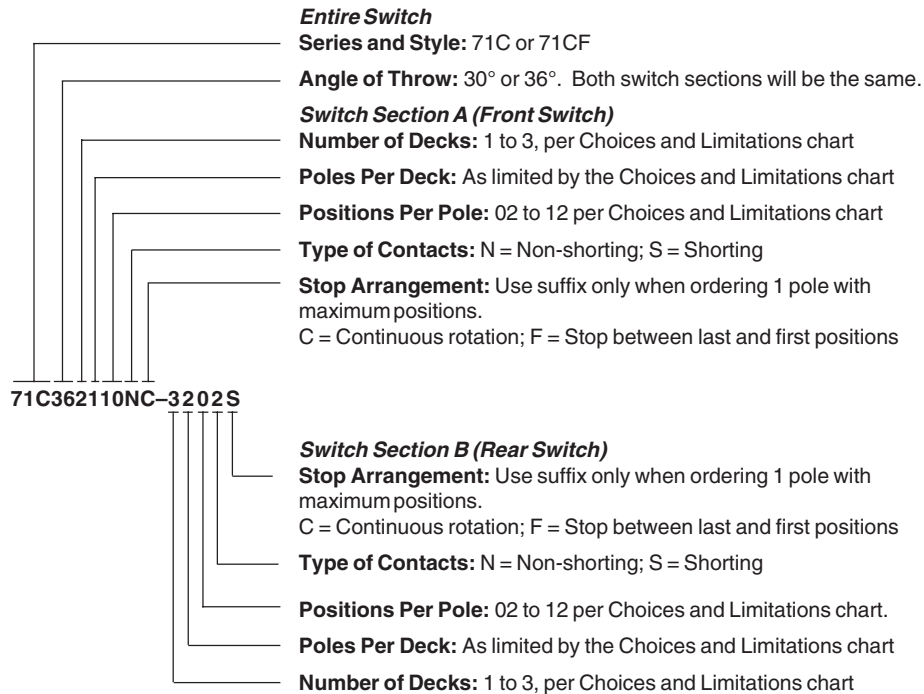 Entire Switch
Series and Style: 71C or 71CF
Angle of Throw: 30° or 36°. Both switch sections will be the same.
Switch Section A (Front Switch)
Number of Decks: 1 to 3, per Choices and Limitations chart
Poles Per Deck: As limited by the Choices and Limitations chart
Positions Per Pole: 02 to 12 per Choices and Limitations chart
Type of Contacts: N = Non-shorting; S = Shorting
Stop Arrangement: Use suffix only when ordering 1 pole with
maximum positions.
C = Continuous rotation; F = Stop between last and first positions
71C362110NC–3202S
Switch Section B (Rear Switch)
Stop Arrangement: Use suffix only when ordering 1 pole with
maximum positions.
C = Continuous rotation; F = Stop between last and first positions
Type of Contacts: N = Non-shorting; S = Shorting
Positions Per Pole: 02 to 12 per Choices and Limitations chart.
Poles Per Deck: As limited by the Choices and Limitations chart
Number of Decks: 1 to 3, per Choices and Limitations chart